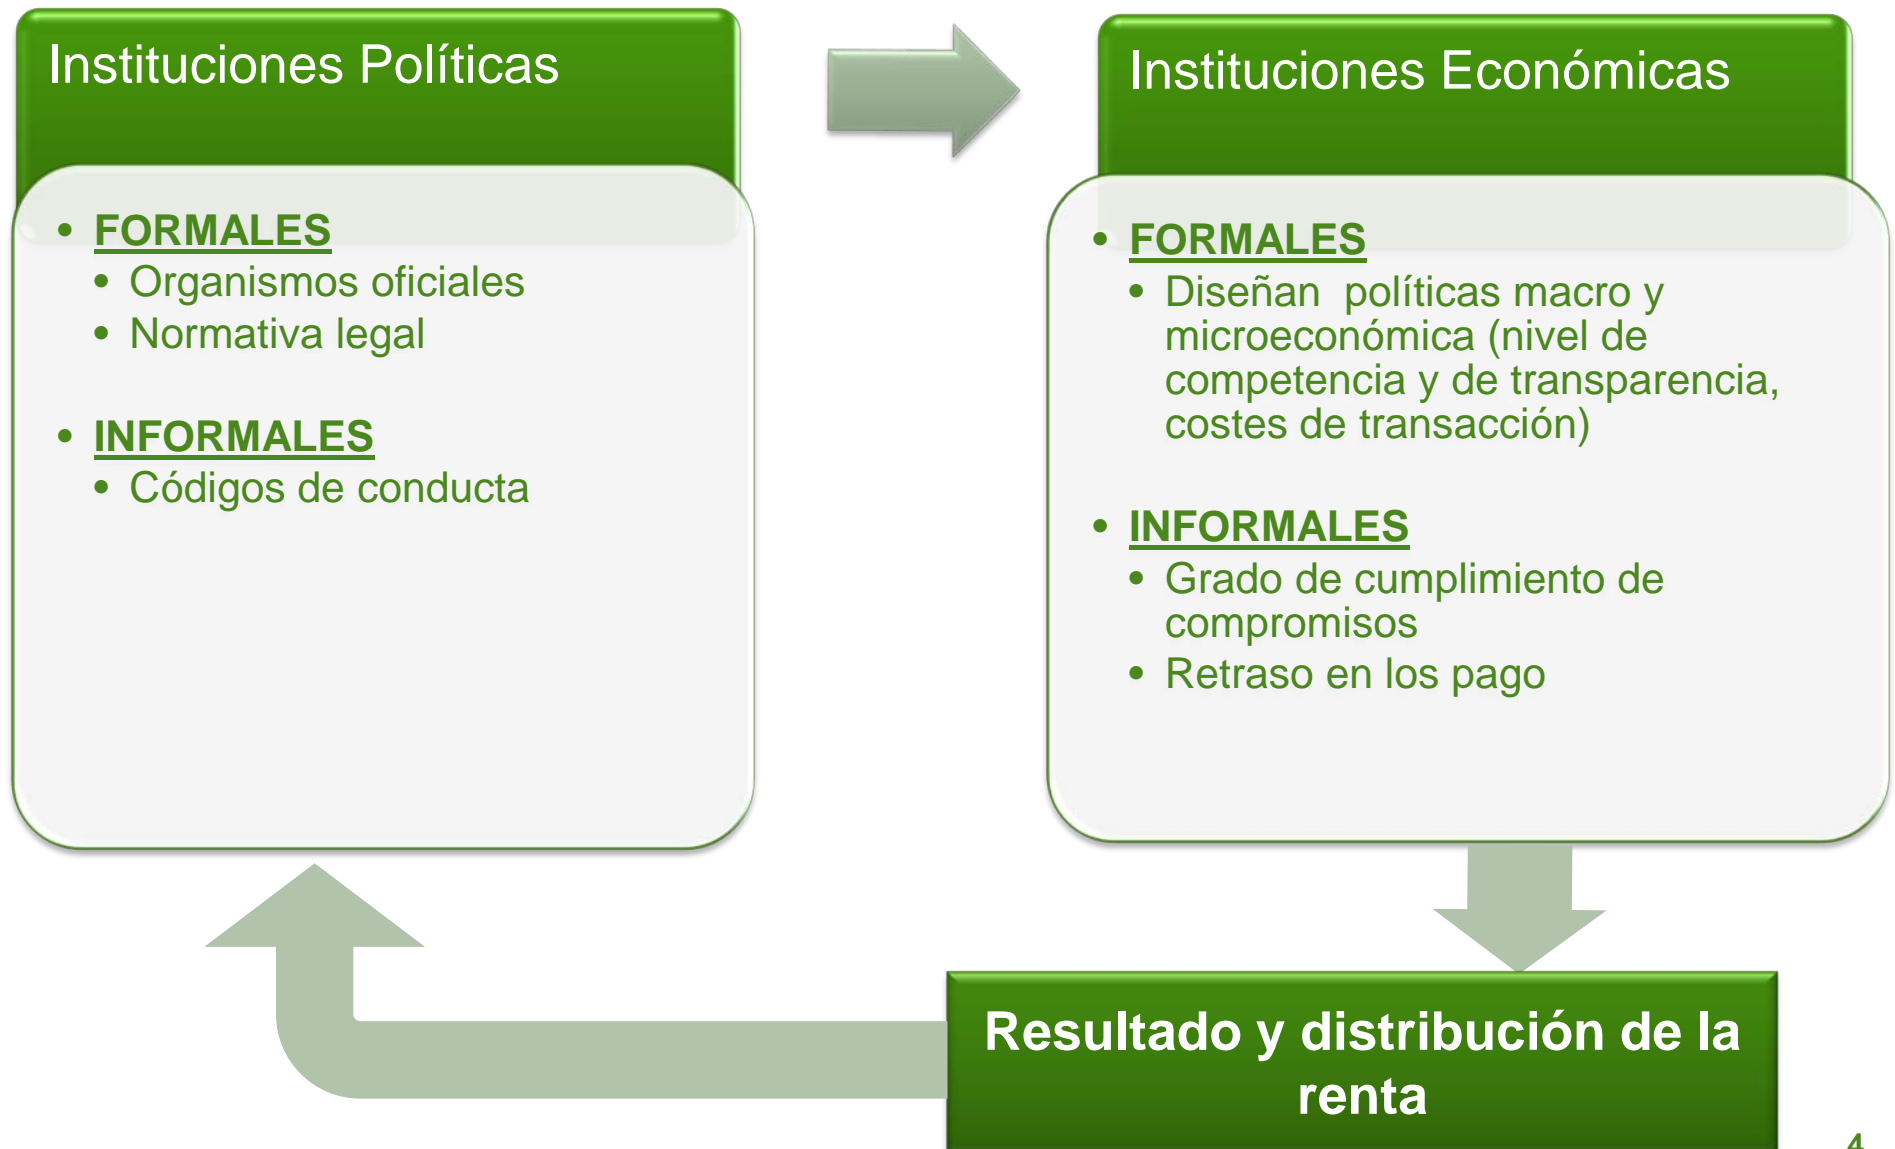 Instituciones Políticas
• FORMALES
• Organismos oficiales
• Normativa legal
• INFORMALES
• Códigos de conducta
Instituciones Económicas
• FORMALES
• Diseñan políticas macro y
microeconómica (nivel de
competencia y de transparencia,
costes de transacción)
• INFORMALES
• Grado de cumplimiento de
compromisos
• Retraso en los pago
Resultado y distribución de la
renta
4